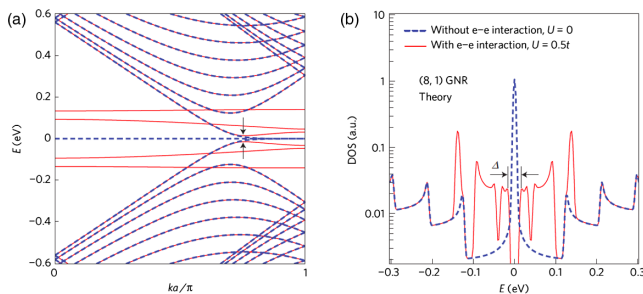 (a)
0.6
0.4
0.2
0
−0.2
−0.4
−0.6
E (eV)
0
1
ka/π
(b)
Without e−e interaction, U = 0
With e−e interaction, U = 0.5t
(8, 1) GNR
Theory
Δ
1
0.1
0.01
DOS (a.u.)
−0.3
−0.2
−0.1
0
0.1
0.2
0.3
E (eV)